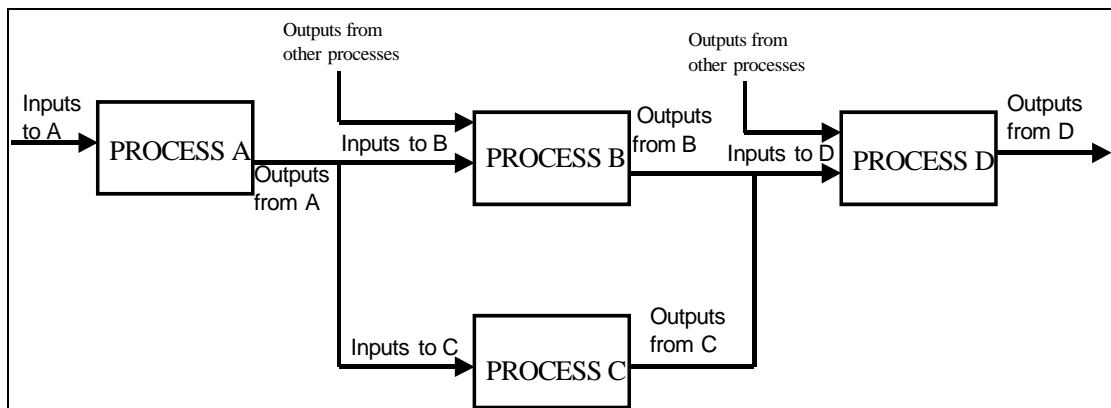 Outputs from
other processes
Outputs from
other processes
Inputs
to A
PROCESS A
Outputs
from A
Inputs to B
PROCESS B
Outputs
from B
Inputs to D
PROCESS D
Outputs
from D
Inputs to C
PROCESS C
Outputs
from C